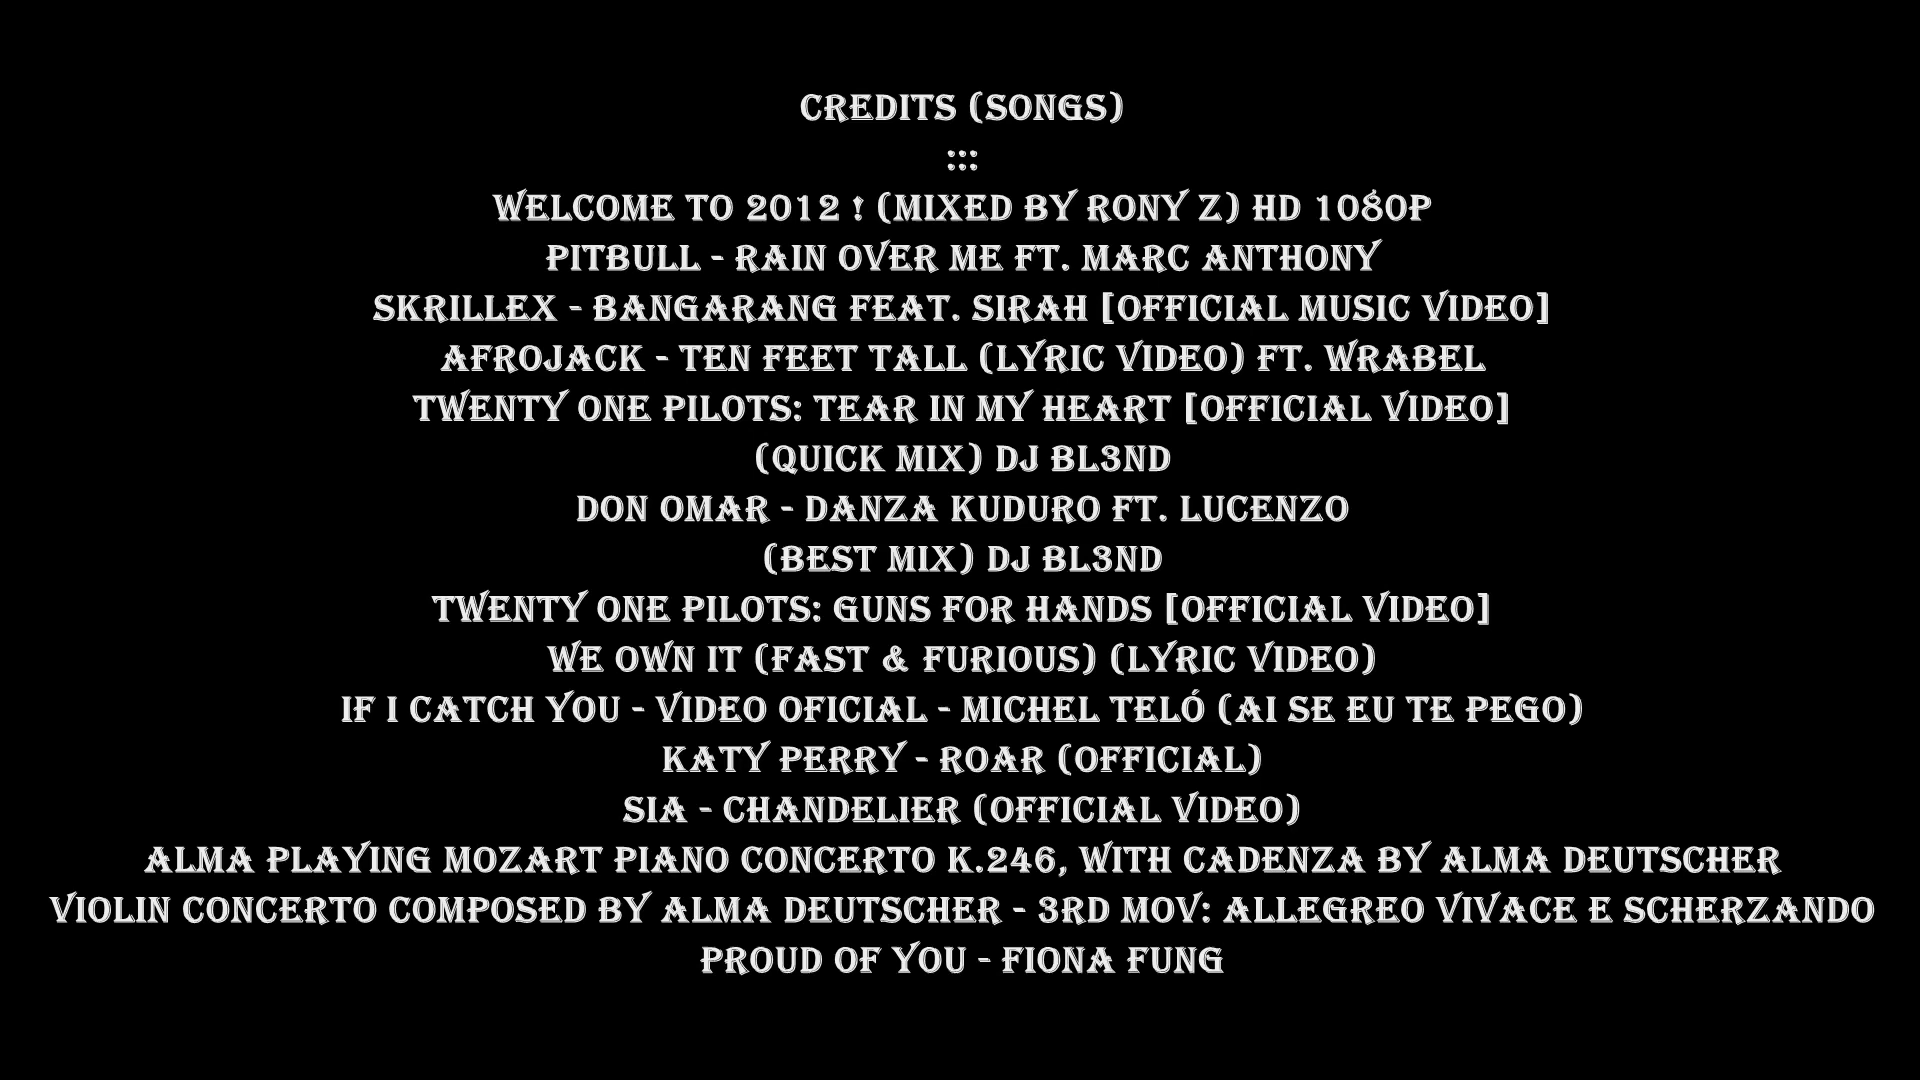 CREDITS (SONGS)
:::
WELCOME TO 2012 ! (MIXED BY RONY Z) HD 1080P
PITBULL - RAIN OVER ME FT. MARC ANTHONY
SKRILLEX - BANGARANG FEAT. SIRAH [OFFICIAL MUSIC VIDEO]
AFROJACK - TEN FEET TALL (LYRIC VIDEO) FT. WRABEL
TWENTY ONE PILOTS: TEAR IN MY HEART [OFFICIAL VIDEO]
(QUICK MIX) DJ BL3ND
DON OMAR - DANZA KUDURO FT. LUCENZO
(BEST MIX) DJ BL3ND
TWENTY ONE PILOTS: GUNS FOR HANDS [OFFICIAL VIDEO]
WE OWN IT (FAST & FURIOUS) (LYRIC VIDEO)
IF I CATCH YOU - VIDEO OFICIAL - MICHEL TELÓ (AI SE EU TE PEGO)
KATY PERRY - ROAR (OFFICIAL)
SIA - CHANDELIER (OFFICIAL VIDEO)
ALMA PLAYING MOZART PIANO CONCERTO K.246, WITH CADENZA BY ALMA DEUTSCHER
VIOLIN CONCERTO COMPOSED BY ALMA DEUTSCHER - 3RD MOV: ALLEGREO VIVACE E SCHERZANDO
PROUD OF YOU - FIONA FUNG